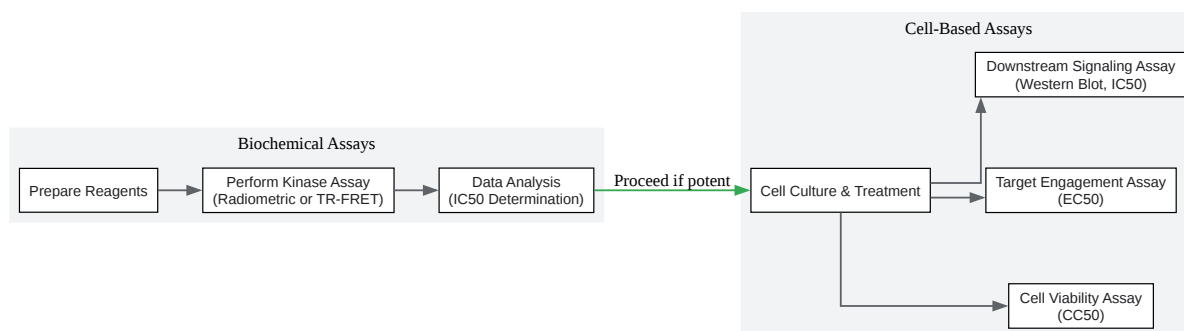 Biochemical Assays
Prepare Reagents
Perform Kinase Assay
(Radiometric or TR-FRET)
Data Analysis
(IC50 Determination)
Proceed if potent
Cell-Based Assays
Cell Culture & Treatment
Downstream Signaling Assay
(Western Blot, IC50)
Target Engagement Assay
(EC50)
Cell Viability Assay
(CC50)